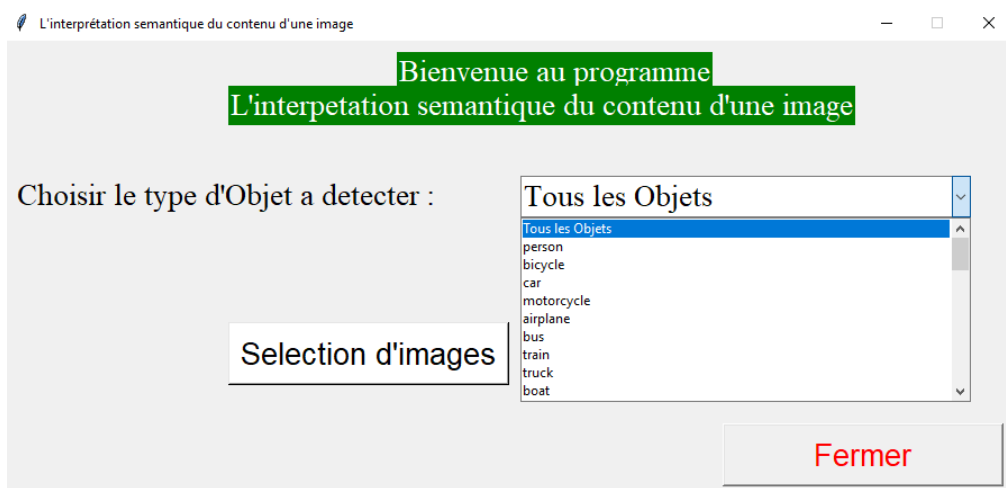 L'interprétation semantique du contenu d'une image
Bienvenue au programme
L'interpetation semantique du contenu d'une image
Choisir le type d'Objet a detecter :
Tous les Objets
Tous les Objets
person
bicycle
car
motorcycle
airplane
bus
train
truck
boat
Selection d'images
Fermer